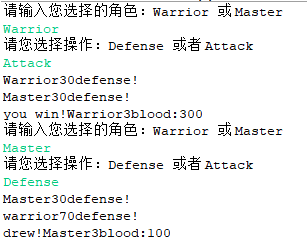 请输入您选择的角色：Warrior 或Master
Warrior
请您选择操作：Defense 或者Attack
Attack
Warrior30defense!
Master30defense!
you win!Warrior3blood:300
请输入您选择的角色：Warrior 或Master
Master
请您选择操作：Defense 或者Attack
Defense
Master30defense!
warrior70defense!
drew!Master3blood:100